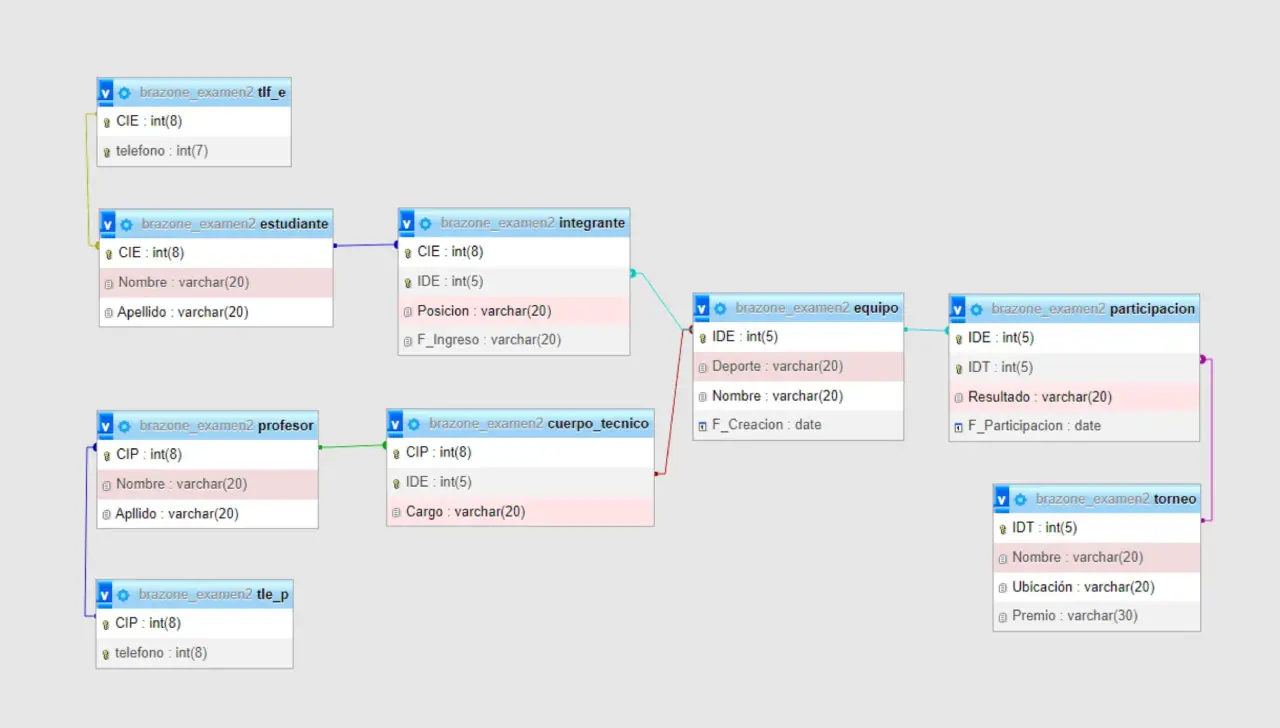 brazone_examen2 tlf_e
CIE : int(8)
telefono : int(7)
brazone_examen2 estudiante
CIE : int(8)
Nombre : varchar(20)
Apellido : varchar(20)
brazone_examen2 integrante
CIE : int(8)
IDE : int(5)
Posicion : varchar(20)
F_Ingreso : varchar(20)
brazone_examen2 equipo
IDE : int(5)
Deporte : varchar(20)
Nombre : varchar(20)
F_Creacion : date
brazone_examen2 participacion
IDE : int(5)
IDT : int(5)
Resultado : varchar(20)
F_Participacion : date
brazone_examen2 profesor
CIP : int(8)
Nombre : varchar(20)
Apllido : varchar(20)
brazone_examen2 cuerpo_tecnico
CIP : int(8)
IDE : int(5)
Cargo : varchar(20)
brazone_examen2 torneo
IDT : int(5)
Nombre : varchar(20)
Ubicación : varchar(20)
Premio : varchar(30)
brazone_examen2 tle_p
CIP : int(8)
telefono : int(8)